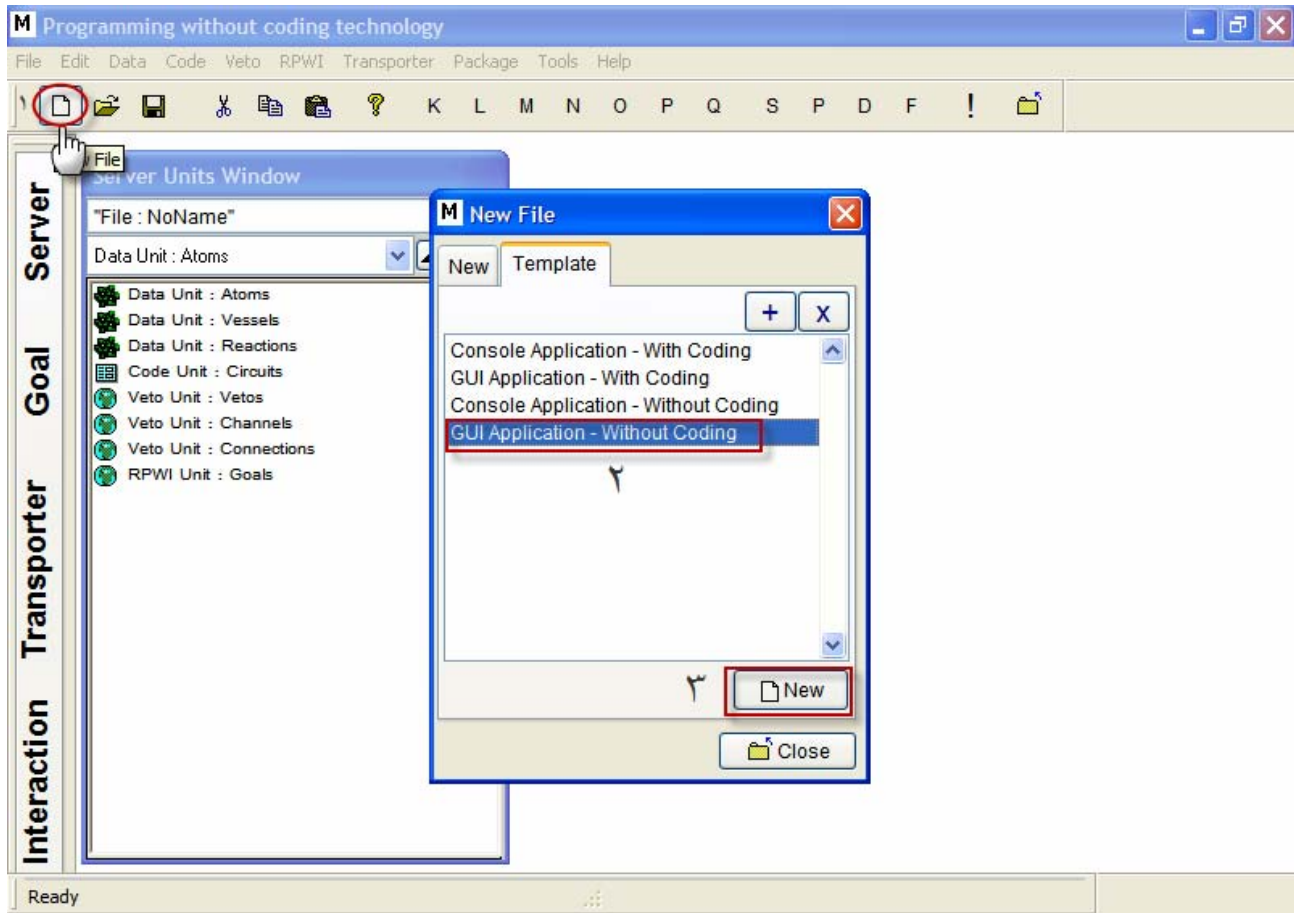 M Programming without coding technology
File Edit Data Code Veto RPWI Transporter Package Tools Help
١ K L M N O P Q S P D F !
File
Server Units Window
"File : NoName"
Data Unit : Atoms
Data Unit : Atoms
Data Unit : Vessels
Data Unit : Reactions
Code Unit : Circuits
Veto Unit : Vetos
Veto Unit : Channels
Veto Unit : Connections
RPWI Unit : Goals
Server
Goal
Transporter
Interaction
M New File
New Template
+ X
Console Application - With Coding
GUI Application - With Coding
Console Application - Without Coding
GUI Application - Without Coding
٢
٣ New
Close
Ready